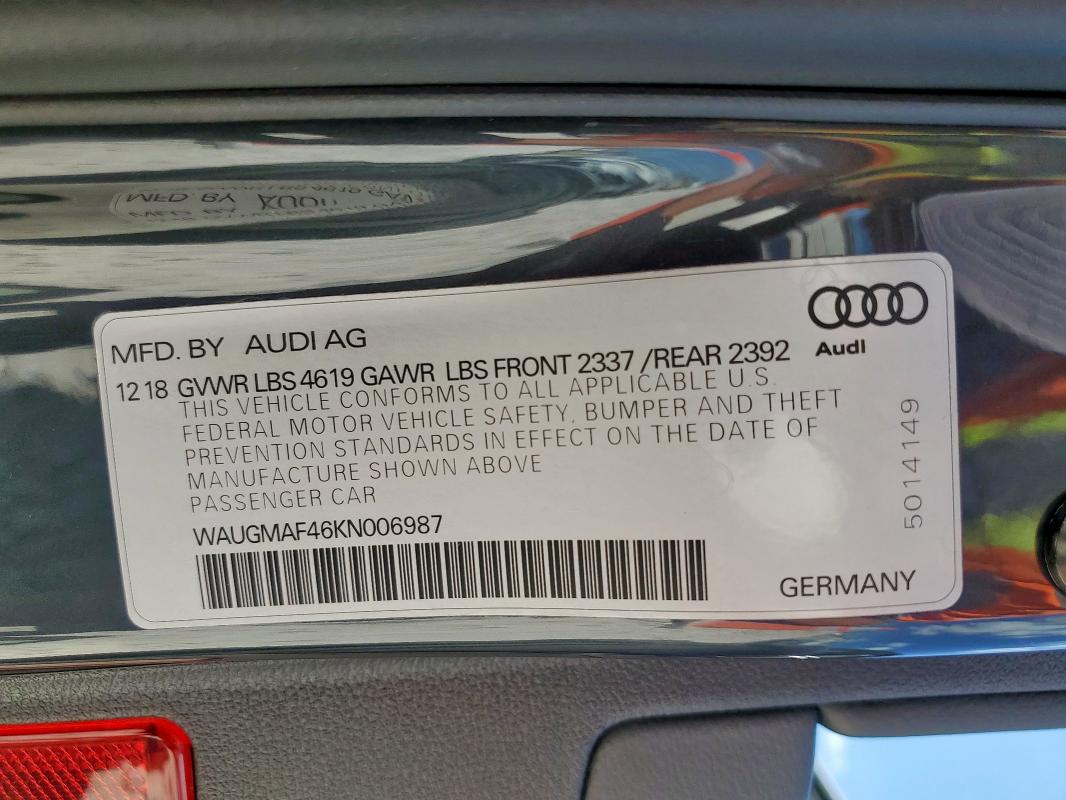 MFD. BY AUDI AG
Audi
12 18 GVWR LBS 4619 GAWR LBS FRONT 2337 /REAR 2392
THIS VEHICLE CONFORMS TO ALL APPLICABLE U.S.
FEDERAL MOTOR VEHICLE SAFETY, BUMPER AND THEFT
PREVENTION STANDARDS IN EFFECT ON THE DATE OF
MANUFACTURE SHOWN ABOVE
PASSENGER CAR
WAUGMAF46KN006987
5014149
GERMANY